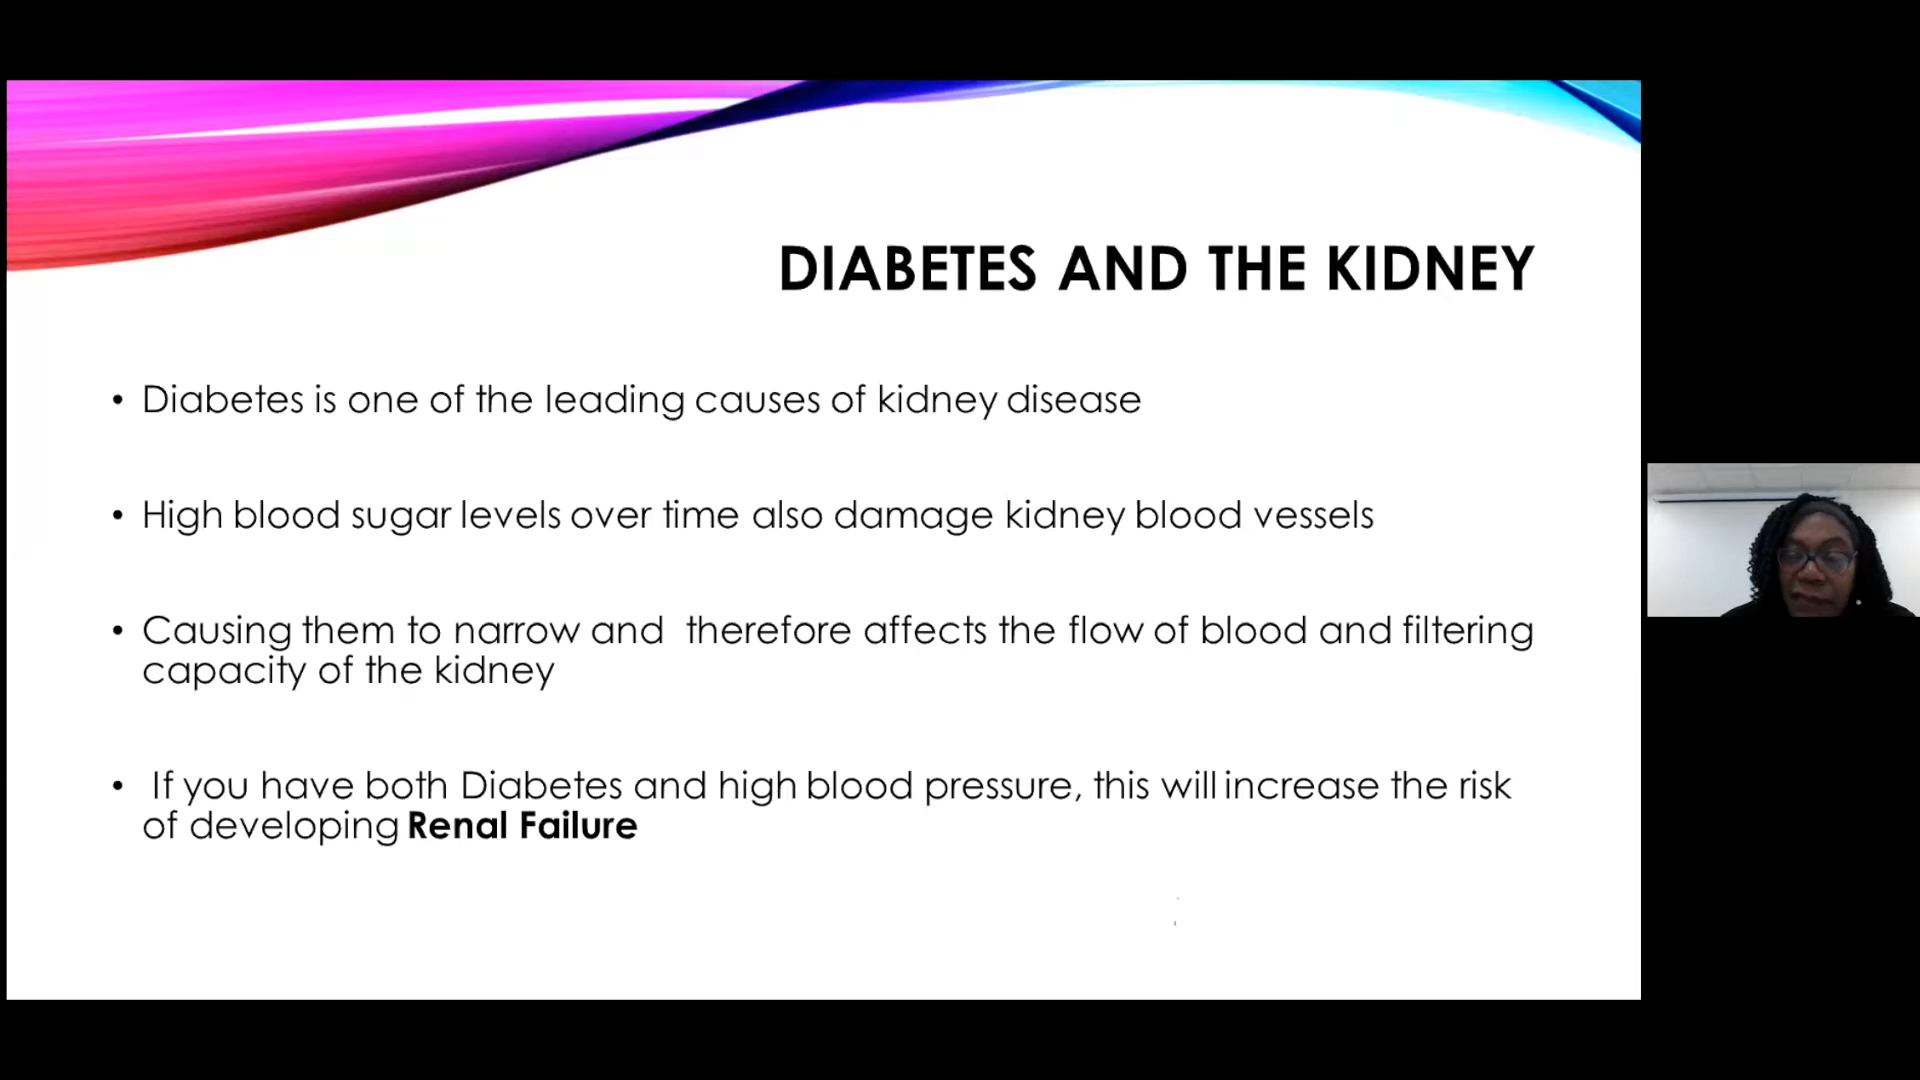 DIABETES AND THE KIDNEY
• Diabetes is one of the leading causes of kidney disease
• High blood sugar levels over time also damage kidney blood vessels
• Causing them to narrow and  therefore affects the flow of blood and filtering
capacity of the kidney
• If you have both Diabetes and high blood pressure, this will increase the risk
of developing Renal Failure